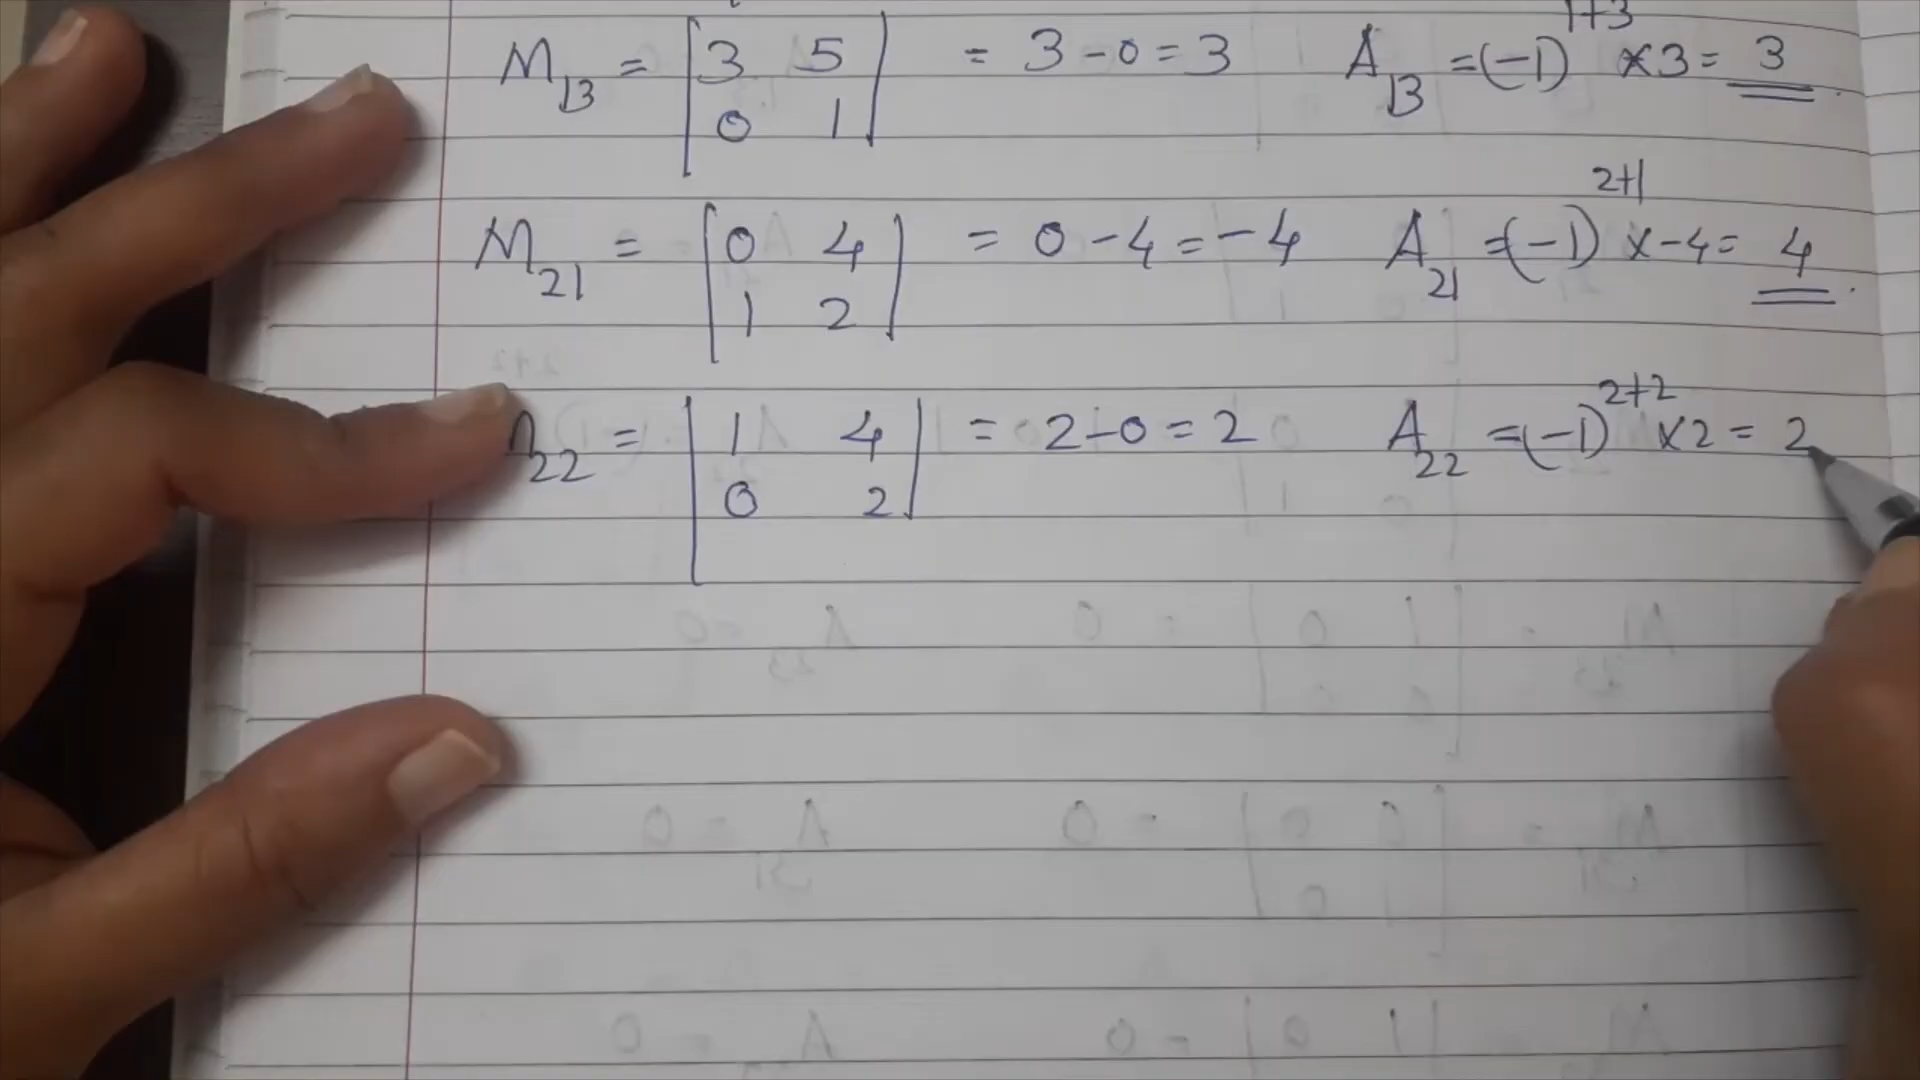 M13 = |3 5| = 3 - 0 = 3 A13 = (-1)^1+3 × 3 = 3
|0 1|
M21 = |0 4| = 0 - 4 = -4 A21 = (-1)^2+1 × -4 = 4
|1 2|
22 = |1 4| = 2 - 0 = 2 A22 = (-1)^2+2 × 2 = 2
|0 2|